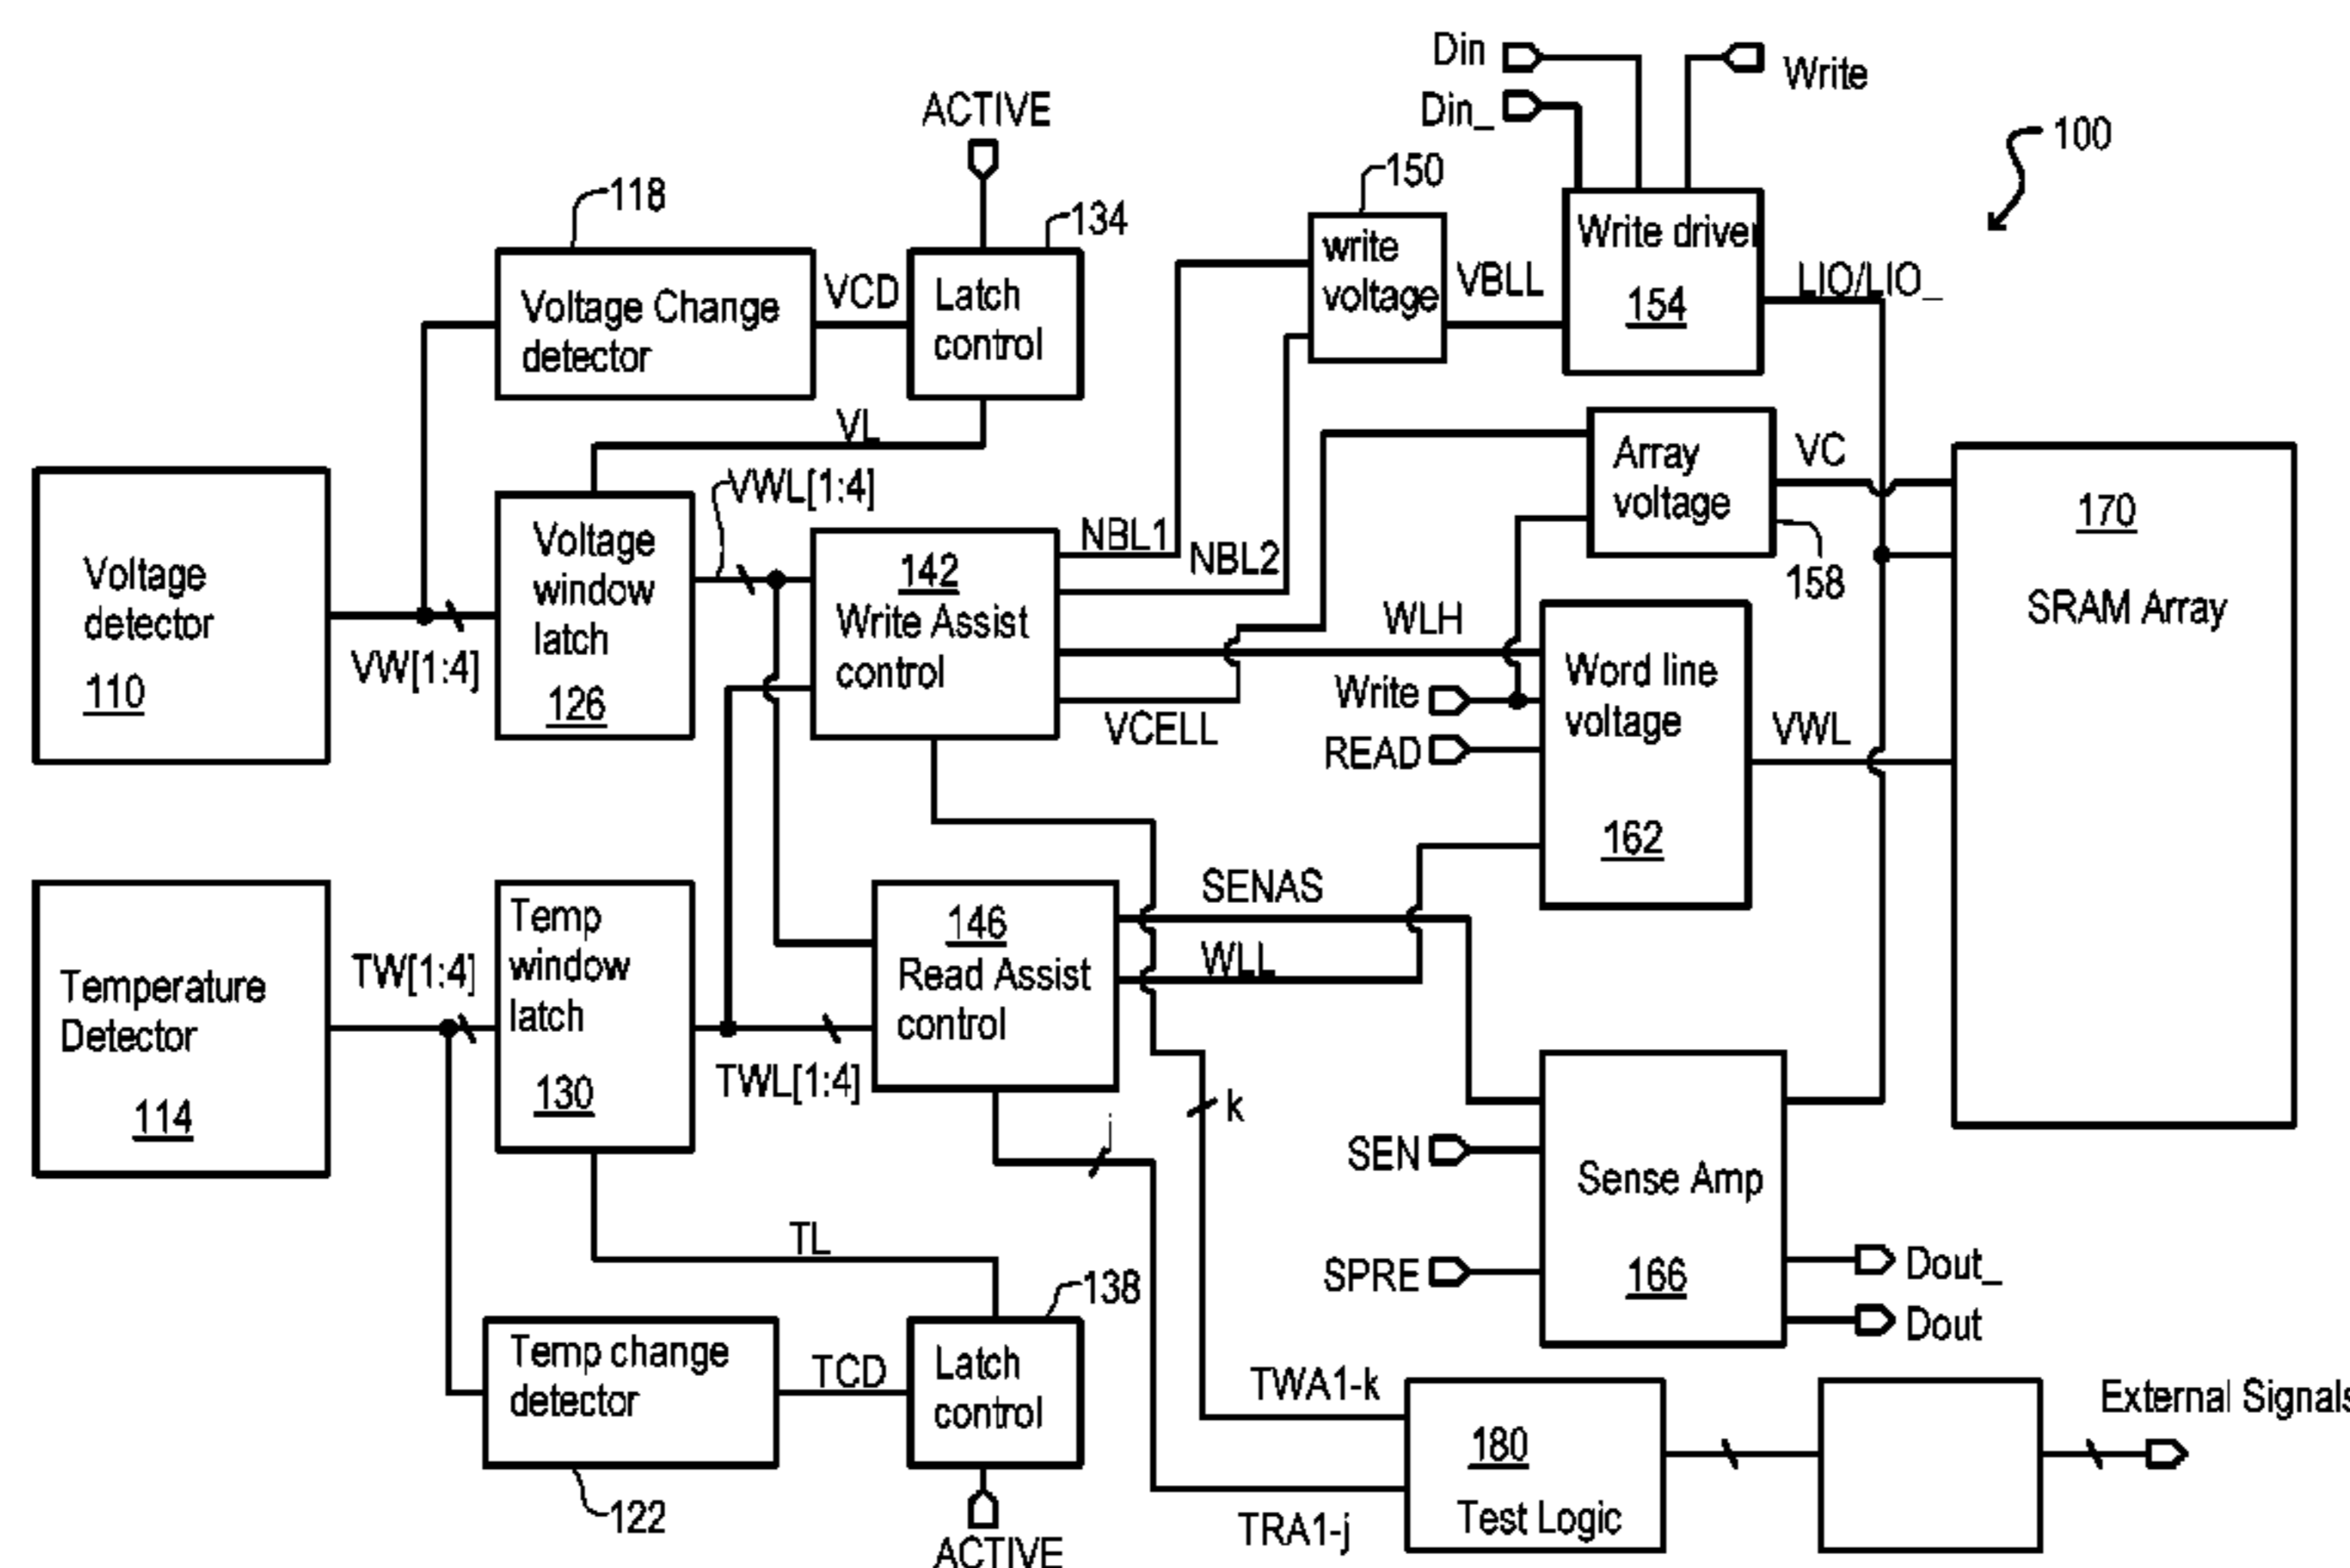 Din
Write
Din_
100
ACTIVE
150
118
134
write
voltage
Write driver
154
VBLL
LIO/LIO_
Voltage Change
detector
VCD
Latch
control
VL
VWL[1:4]
Array
voltage
VC
158
170
SRAM Array
Voltage
detector
110
VW[1:4]
Voltage
window
latch
126
142
Write Assist
control
NBL1
NBL2
WLH
VCELL
Write
READ
Word line
voltage
162
VWL
Temperature
Detector
114
TW[1:4]
Temp
window
latch
130
TWL[1:4]
146
Read Assist
control
SENAS
WLL
k
j
SEN
SPRE
Sense Amp
166
Dout_
Dout
TL
138
Temp change
detector
TCD
Latch
control
122
ACTIVE
TWA1-k
TRA1-j
180
Test Logic
External Signals